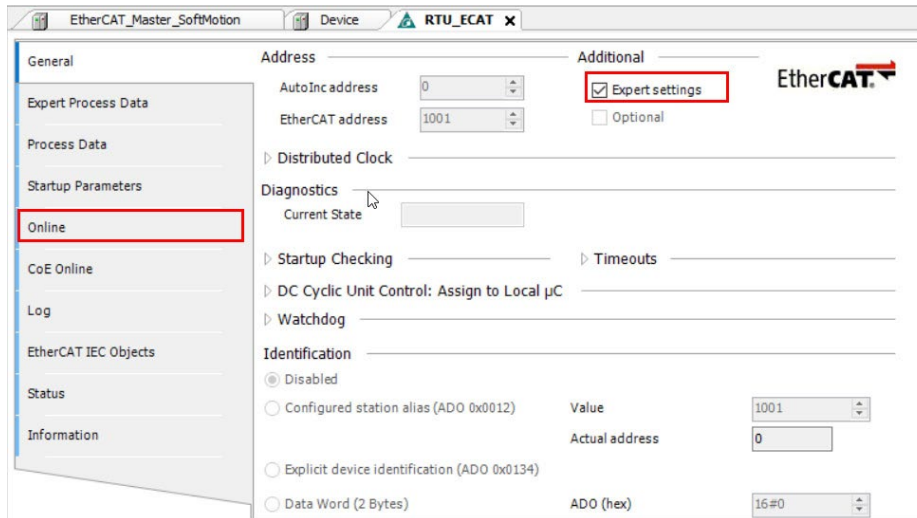 EtherCAT_Master_SoftMotion Device RTU_ECAT
General
Expert Process Data
Process Data
Startup Parameters
Online
CoE Online
Log
EtherCAT IEC Objects
Status
Information
Address
AutoInc address 0
EtherCAT address 1001
Additional
Expert settings
Optional
EtherCAT.
Distributed Clock
Diagnostics
Current State
Startup Checking Timeouts
DC Cyclic Unit Control: Assign to Local µC
Watchdog
Identification
Disabled
Configured station alias (ADO 0x0012) Value 1001
Actual address 0
Explicit device identification (ADO 0x0134)
Data Word (2 Bytes) ADO (hex) 16#0